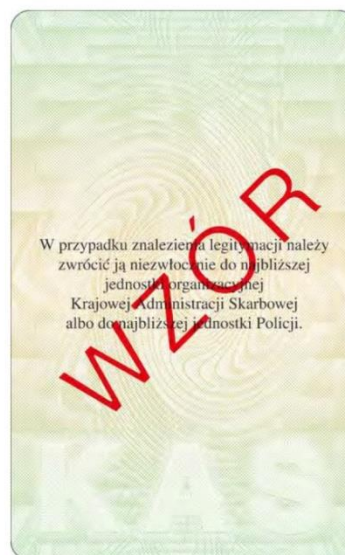 W przypadku znalezienia legitymacji należy
zwrócić ją niezwłocznie do najbliższej
jednostki organizacyjnej
Krajowej Administracji Skarbowej
albo do najbliższej jednostki Policji.
WZÓR
KAS